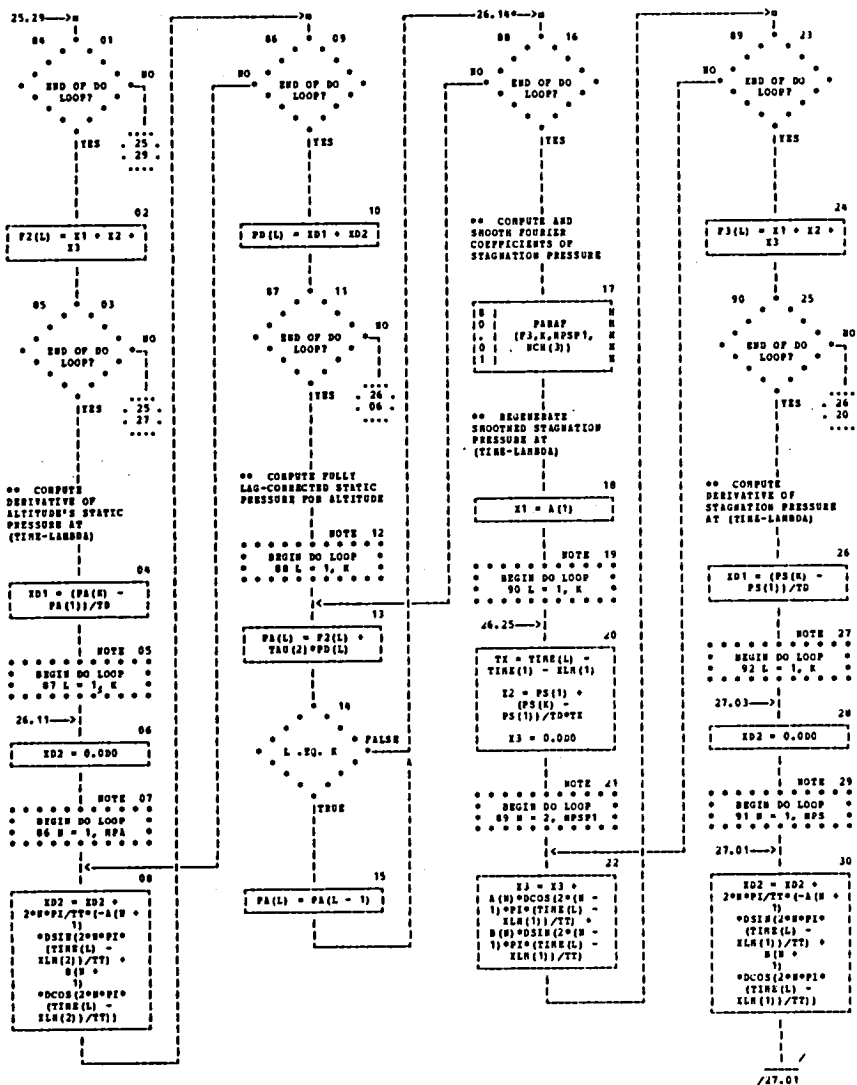 25.29
84 01
END OF DO
LOOP?
NO
25
29
YES
02
F2(L) = X1 + X2 +
X3
85 03
END OF DO
LOOP?
NO
25
27
YES
** COMPUTE
DERIVATIVE OF
ALTITUDE'S STATIC
PRESSURE AT
(TIME-LAMBDA)
04
XD1 = (PA(K) -
PA(1))/TD
NOTE 05
BEGIN DO LOOP
87 L = 1, K
26.11
06
XD2 = 0.0D0
NOTE 07
BEGIN DO LOOP
86 N = 1, NPA
08
XD2 = XD2 +
2*N*PI/TT*(-A(N +
1)
*DSIN(2*N*PI*
(TIME(L) -
XLM(2))/TT) +
B(N +
1)
*DCOS(2*N*PI*
(TIME(L) -
XLM(2))/TT))
86 09
NO
END OF DO
LOOP?
YES
10
PD(L) = XD1 + XD2
87 11
END OF DO
LOOP?
NO
26
06
YES
** COMPUTE FULLY
LAG-CORRECTED STATIC
PRESSURE FOR ALTITUDE
NOTE 12
BEGIN DO LOOP
88 L = 1, K
13
PA(L) = F2(L) +
TAU(2)*PD(L)
14
L .EQ. K
FALSE
TRUE
15
PA(L) = PA(L - 1)
26.14
88 16
NO
END OF DO
LOOP?
YES
** COMPUTE AND
SMOOTH FOURIER
COEFFICIENTS OF
STAGNATION PRESSURE
17
PARAF
(F3,K,NPSP1,
NCH(3))
** REGENERATE
SMOOTHED STAGNATION
PRESSURE AT
(TIME-LAMBDA)
18
X1 = A(1)
NOTE 19
BEGIN DO LOOP
90 L = 1, K
26.25
20
TX = TIME(L) -
TIME(1) - XLM(1)
X2 = PS(1) +
(PS(K) -
PS(1))/TD*TX
X3 = 0.0D0
NOTE 21
BEGIN DO LOOP
89 N = 2, NPSP1
22
X3 = X3 +
A(N)*DCOS(2*(N -
1)*PI*(TIME(L) -
XLM(1))/TT) +
B(N)*DSIN(2*(N -
1)*PI*(TIME(L) -
XLM(1))/TT)
89 23
NO
END OF DO
LOOP?
YES
24
F3(L) = X1 + X2 +
X3
90 25
END OF DO
LOOP?
NO
26
20
YES
** COMPUTE
DERIVATIVE OF
STAGNATION PRESSURE
AT (TIME-LAMBDA)
26
XD1 = (PS(K) -
PS(1))/TD
NOTE 27
BEGIN DO LOOP
92 L = 1, K
27.03
28
XD2 = 0.0D0
NOTE 29
BEGIN DO LOOP
91 N = 1, NPS
27.01
30
XD2 = XD2 +
2*N*PI/TT*(-A(N +
1)
*DSIN(2*N*PI*
(TIME(L) -
XLM(1))/TT) +
B(N +
1)
*DCOS(2*N*PI*
(TIME(L) -
XLM(1))/TT))
/27.01